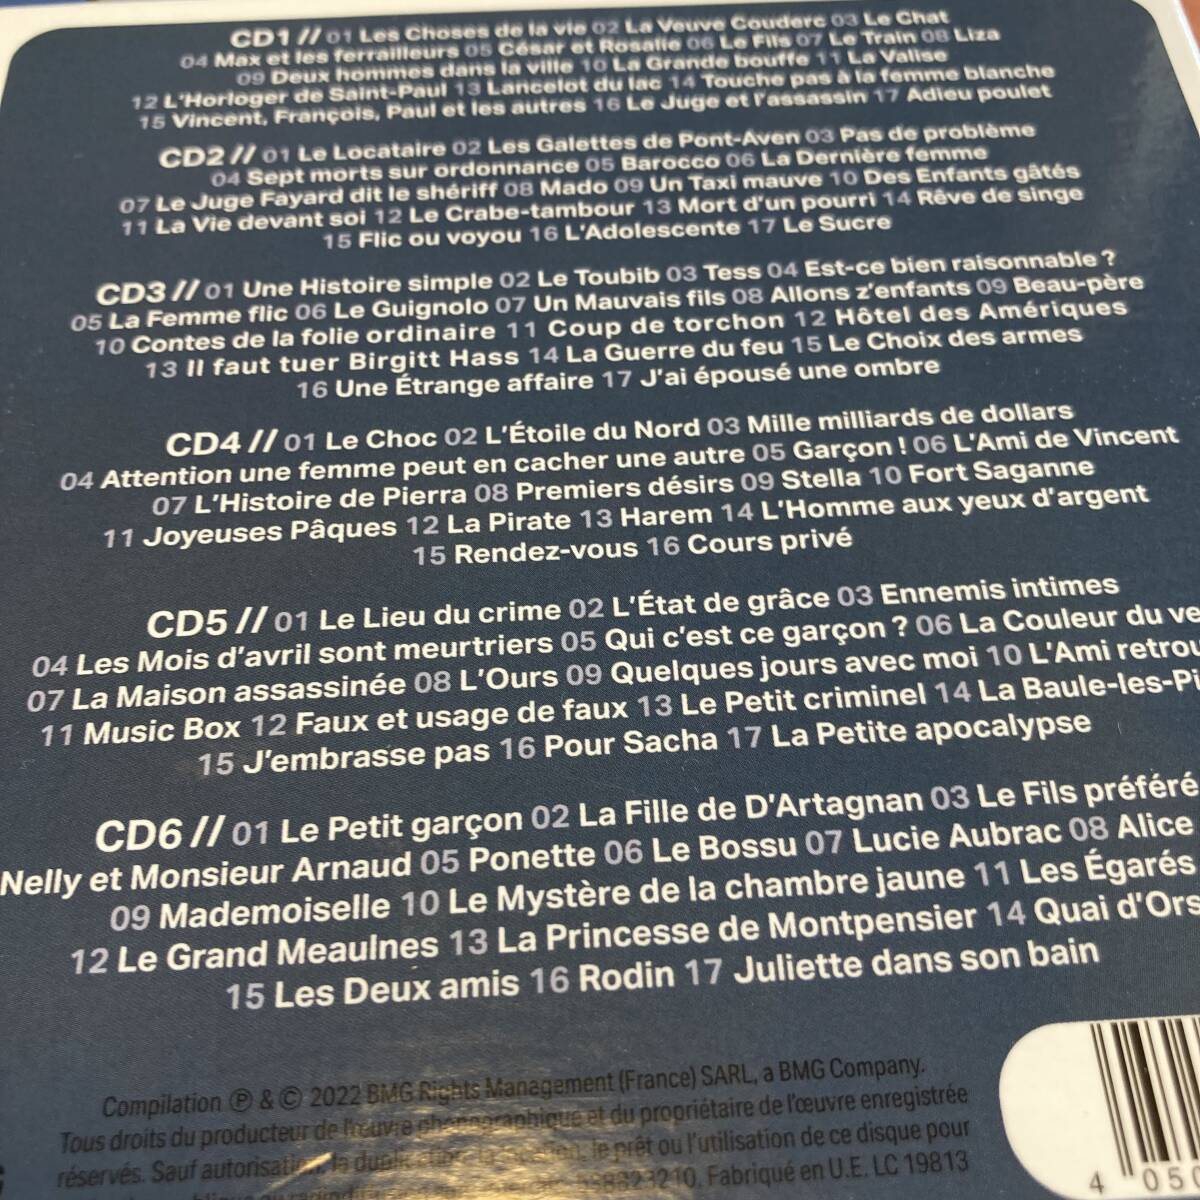 CD1 // 01 Les Choses de la vie 02 La Veuve Couderc 03 Le Chat
04 Max et les ferrailleurs 05 César et Rosalie 06 Le Fils 07 Le Train 08 Liza
09 Deux hommes dans la ville 10 La Grande bouffe 11 La Valise
12 L'Horloger de Saint-Paul 13 Lancelot du lac 14 Touche pas à la femme blanche
15 Vincent, François, Paul et les autres 16 Le Juge et l'assassin 17 Adieu poulet
CD2 // 01 Le Locataire 02 Les Galettes de Pont-Aven 03 Pas de problème
04 Sept morts sur ordonnance 05 Barocco 06 La Dernière femme
07 Le Juge Fayard dit le shériff 08 Mado 09 Un Taxi mauve 10 Des Enfants gâtés
11 La Vie devant soi 12 Le Crabe-tambour 13 Mort d'un pourri 14 Rêve de singe
15 Flic ou voyou 16 L'Adolescente 17 Le Sucre
CD3 // 01 Une Histoire simple 02 Le Toubib 03 Tess 04 Est-ce bien raisonnable ?
05 La Femme flic 06 Le Guignolo 07 Un Mauvais fils 08 Allons z'enfants 09 Beau-père
10 Contes de la folie ordinaire 11 Coup de torchon 12 Hôtel des Amériques
13 Il faut tuer Birgitt Hass 14 La Guerre du feu 15 Le Choix des armes
16 Une Étrange affaire 17 J'ai épousé une ombre
CD4 // 01 Le Choc 02 L'Étoile du Nord 03 Mille milliards de dollars
04 Attention une femme peut en cacher une autre 05 Garçon ! 06 L'Ami de Vincent
07 L'Histoire de Pierra 08 Premiers désirs 09 Stella 10 Fort Saganne
11 Joyeuses Pâques 12 La Pirate 13 Harem 14 L'Homme aux yeux d'argent
15 Rendez-vous 16 Cours privé
CD5 // 01 Le Lieu du crime 02 L'État de grâce 03 Ennemis intimes
04 Les Mois d'avril sont meurtriers 05 Qui c'est ce garçon ? 06 La Couleur du ve
07 La Maison assassinée 08 L'Ours 09 Quelques jours avec moi 10 L'Ami retrou
11 Music Box 12 Faux et usage de faux 13 Le Petit criminel 14 La Baule-les-Pi
15 J'embrasse pas 16 Pour Sacha 17 La Petite apocalypse
CD6 // 01 Le Petit garçon 02 La Fille de D'Artagnan 03 Le Fils préféré
Nelly et Monsieur Arnaud 05 Ponette 06 Le Bossu 07 Lucie Aubrac 08 Alice
09 Mademoiselle 10 Le Mystère de la chambre jaune 11 Les Égarés
12 Le Grand Meaulnes 13 La Princesse de Montpensier 14 Quai d'Ors
15 Les Deux amis 16 Rodin 17 Juliette dans son bain
Compilation ℗ & © 2022 BMG Rights Management (France) SARL, a BMG Company.
Tous droits du producteur de l'œuvre phonographique et du propriétaire de l'œuvre enregistrée
réservés. Sauf autorisation, la duplication, la location, le prêt ou l'utilisation de ce disque pour
Fabriqué en U.E. LC 19813
4 050